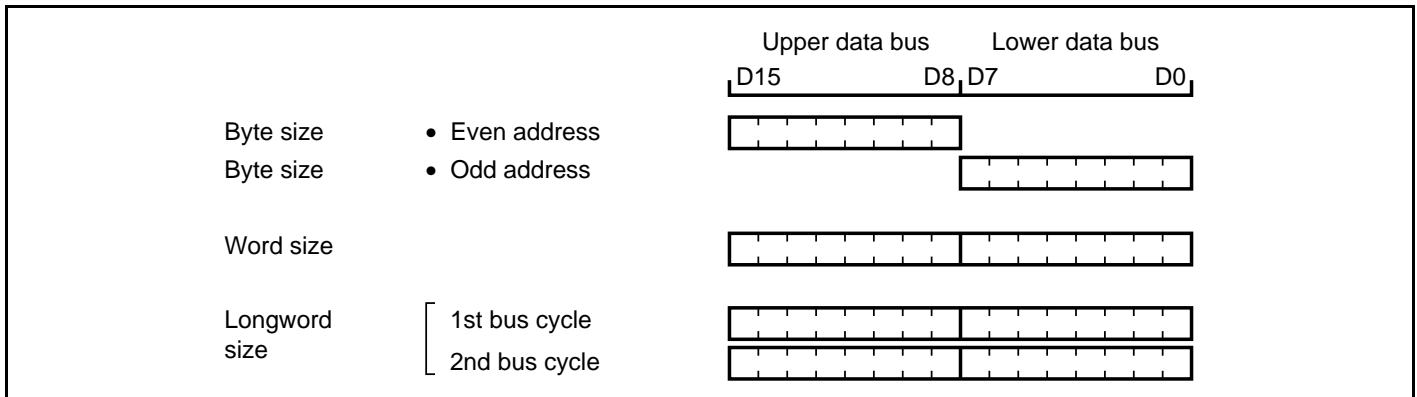 Upper data bus Lower data bus
D15 D8 D7 D0
Byte size • Even address
Byte size • Odd address
Word size
Longword size
1st bus cycle
2nd bus cycle